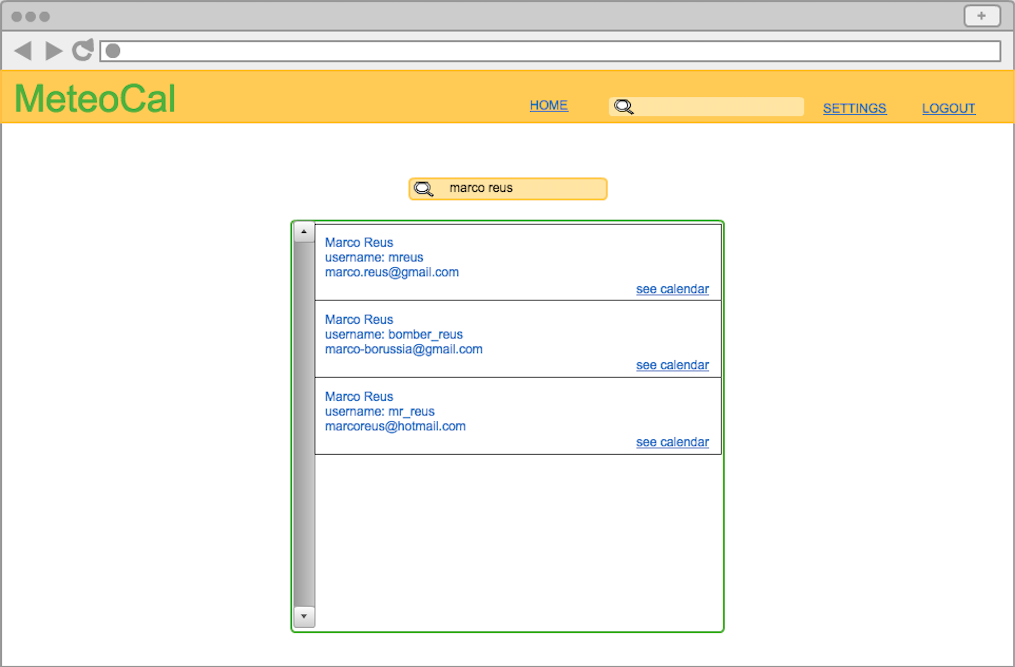 MeteoCal
HOME
SETTINGS
LOGOUT
marco reus
Marco Reus
username: mreus
marco.reus@gmail.com
see calendar
Marco Reus
username: bomber_reus
marco-borussia@gmail.com
see calendar
Marco Reus
username: mr_reus
marcoreus@hotmail.com
see calendar